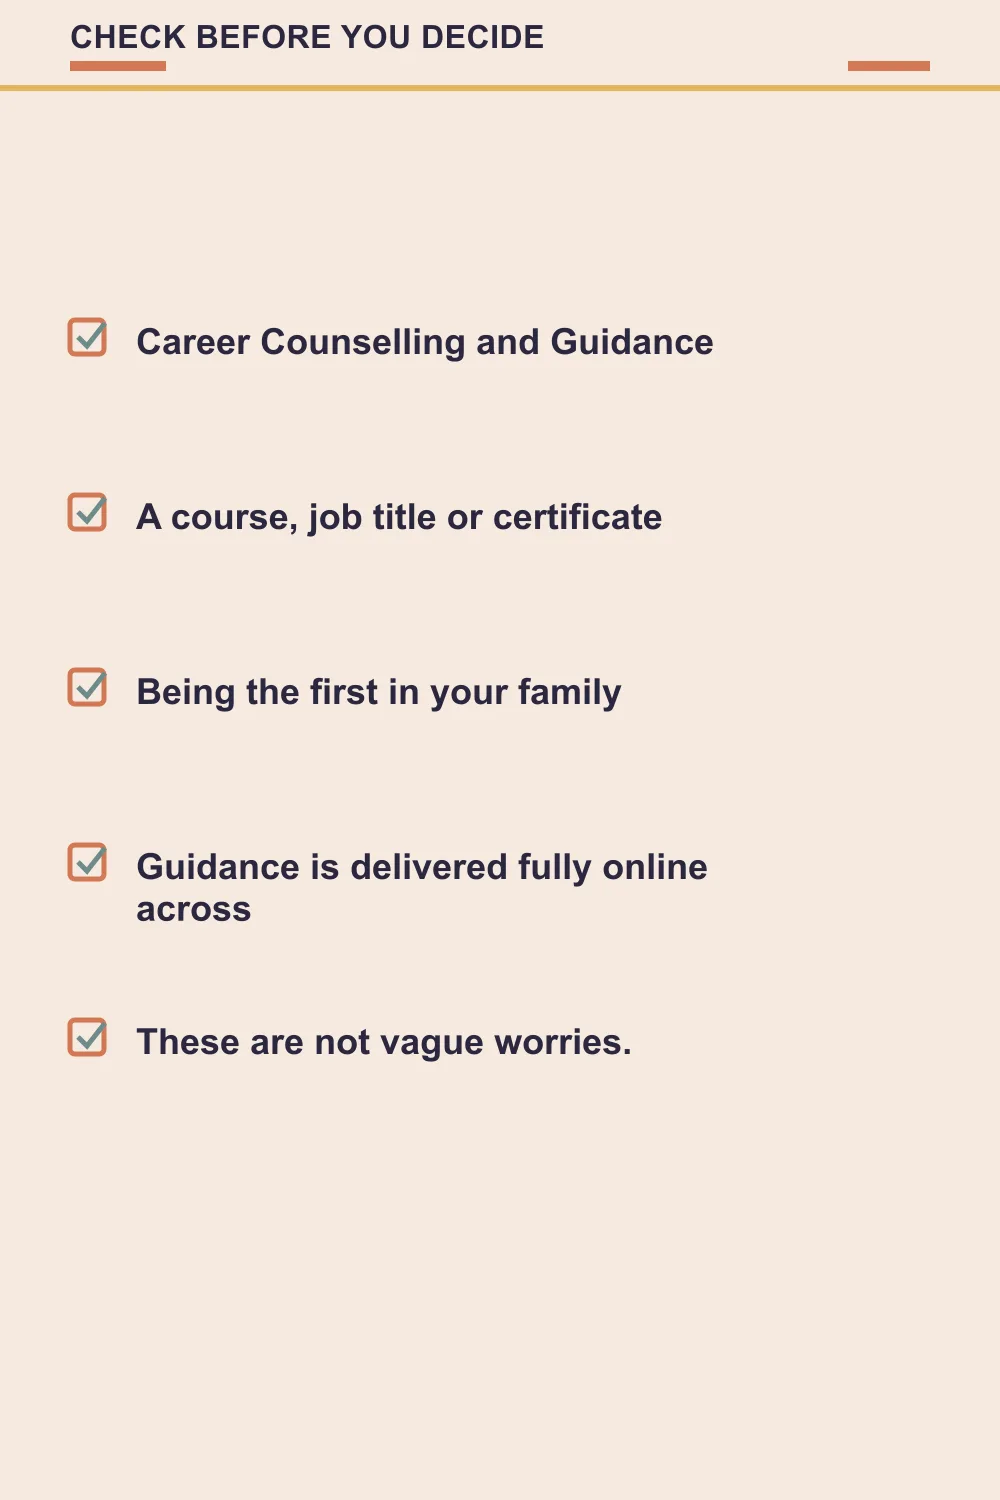 CHECK BEFORE YOU DECIDE
Career Counselling and Guidance
A course, job title or certificate
Being the first in your family
Guidance is delivered fully online
across
These are not vague worries.